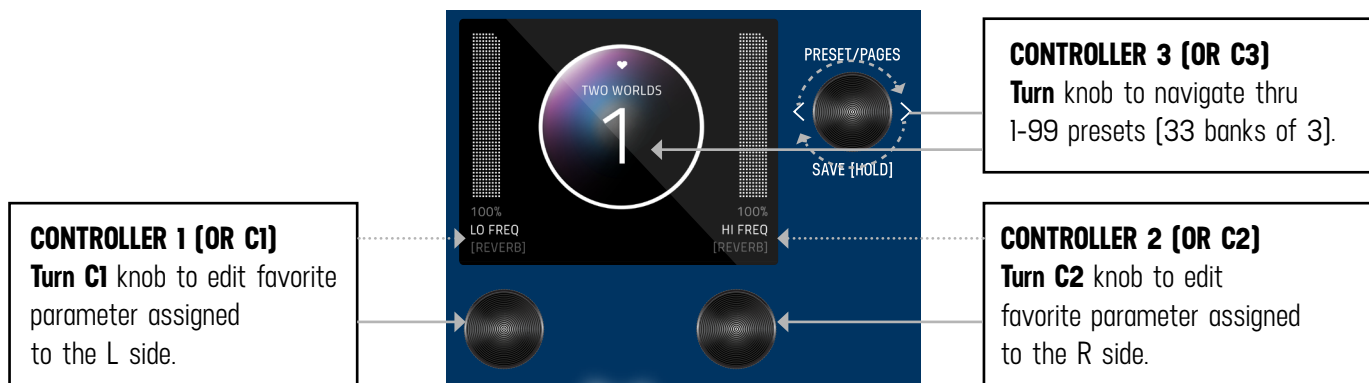 CONTROLLER 1 (OR C1)
Turn C1 knob to edit favorite
parameter assigned
to the L side.
TWO WORLDS
1
100%
LO FREQ
[REVERB]
100%
HI FREQ
[REVERB]
PRESET/PAGES
SAVE [HOLD]
CONTROLLER 3 (OR C3)
Turn knob to navigate thru
1-99 presets (33 banks of 3).
CONTROLLER 2 (OR C2)
Turn C2 knob to edit
favorite parameter assigned
to the R side.